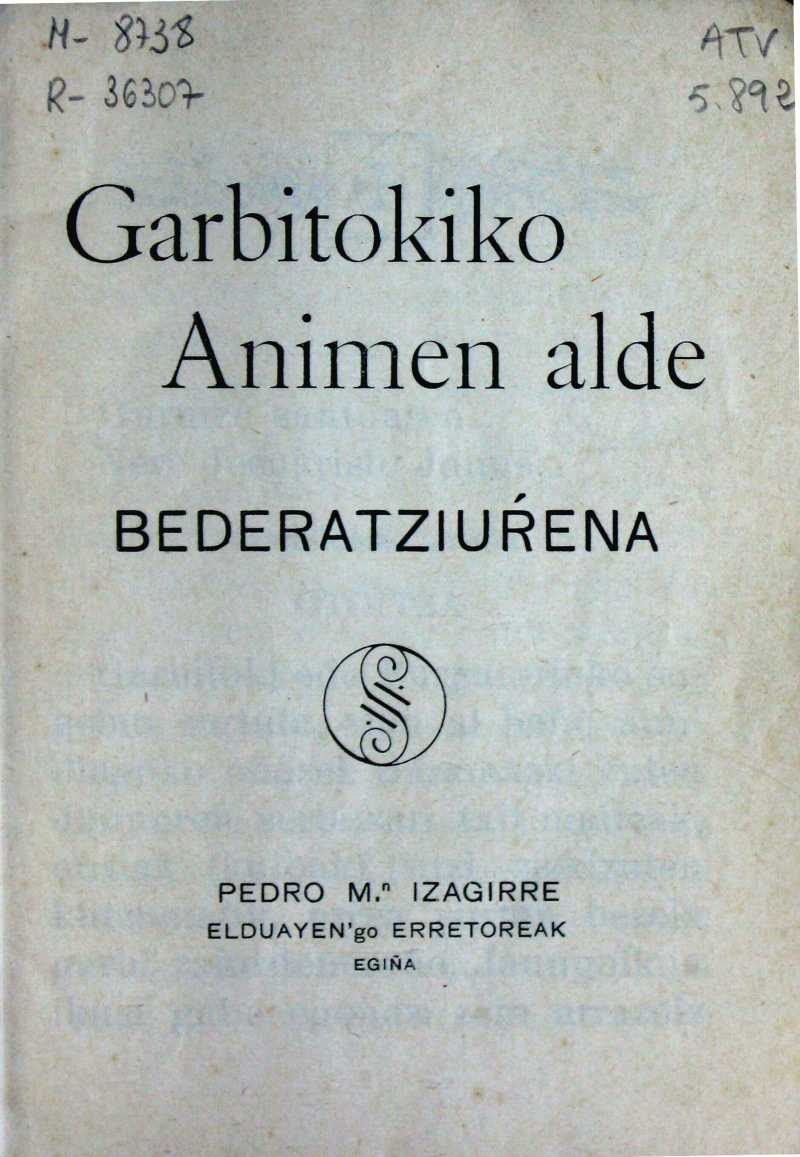 M- 8738
R- 36307
ATV
5.892
Garbitokiko
Animen alde
BEDERATZIUŔENA
PEDRO M.ª IZAGIRRE
ELDUAYEN'go ERRETOREAK
EGIÑA